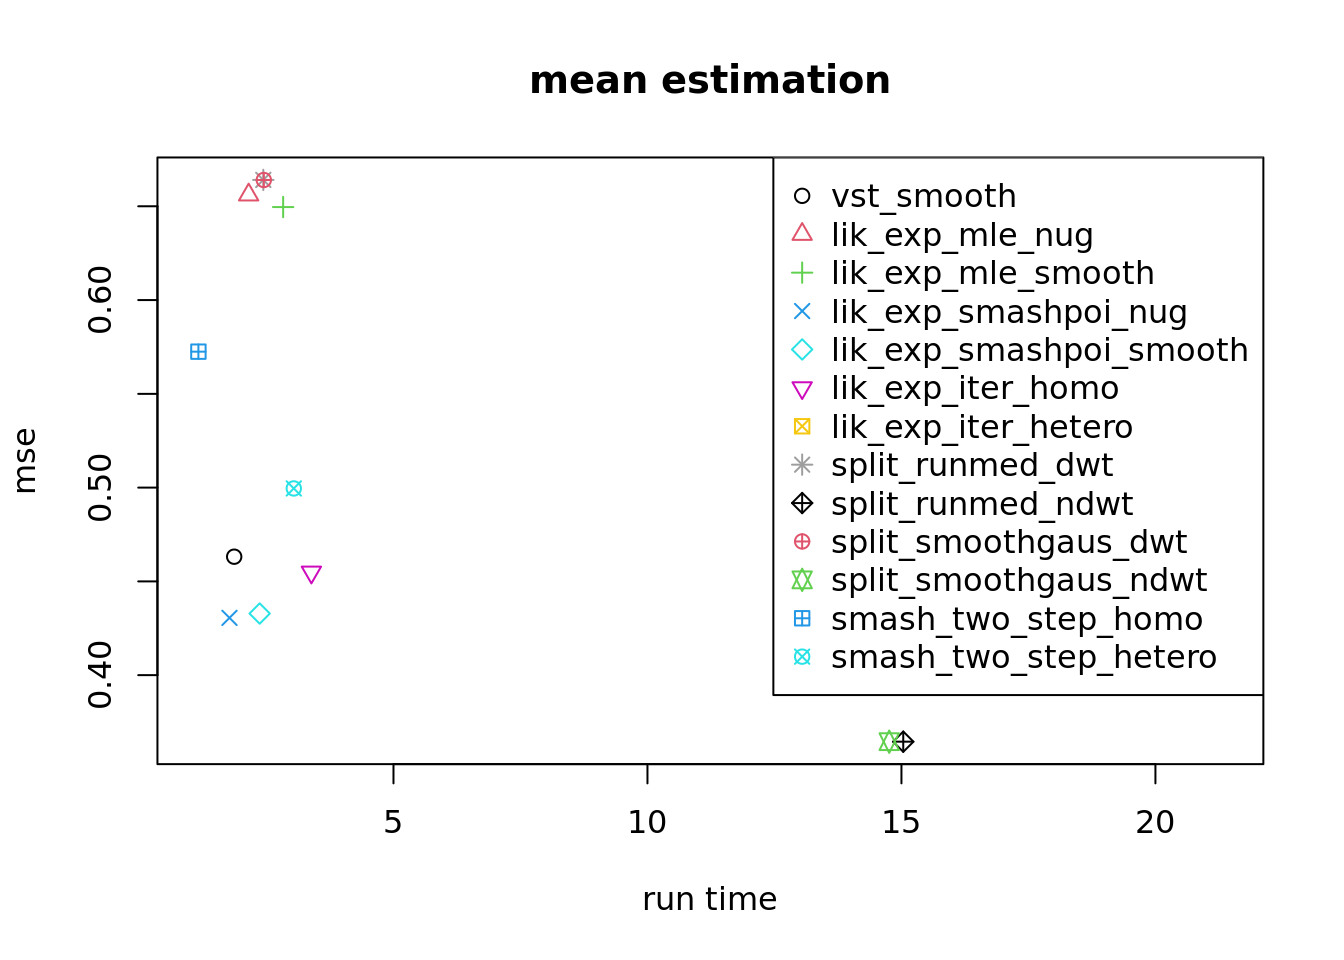 mean estimation
mse
0.60
0.50
0.40
vst_smooth
lik_exp_mle_nug
lik_exp_mle_smooth
lik_exp_smashpoi_nug
lik_exp_smashpoi_smooth
lik_exp_iter_homo
lik_exp_iter_hetero
split_runmed_dwt
split_runmed_ndwt
split_smoothgaus_dwt
split_smoothgaus_ndwt
smash_two_step_homo
smash_two_step_hetero
5 10 15 20
run time